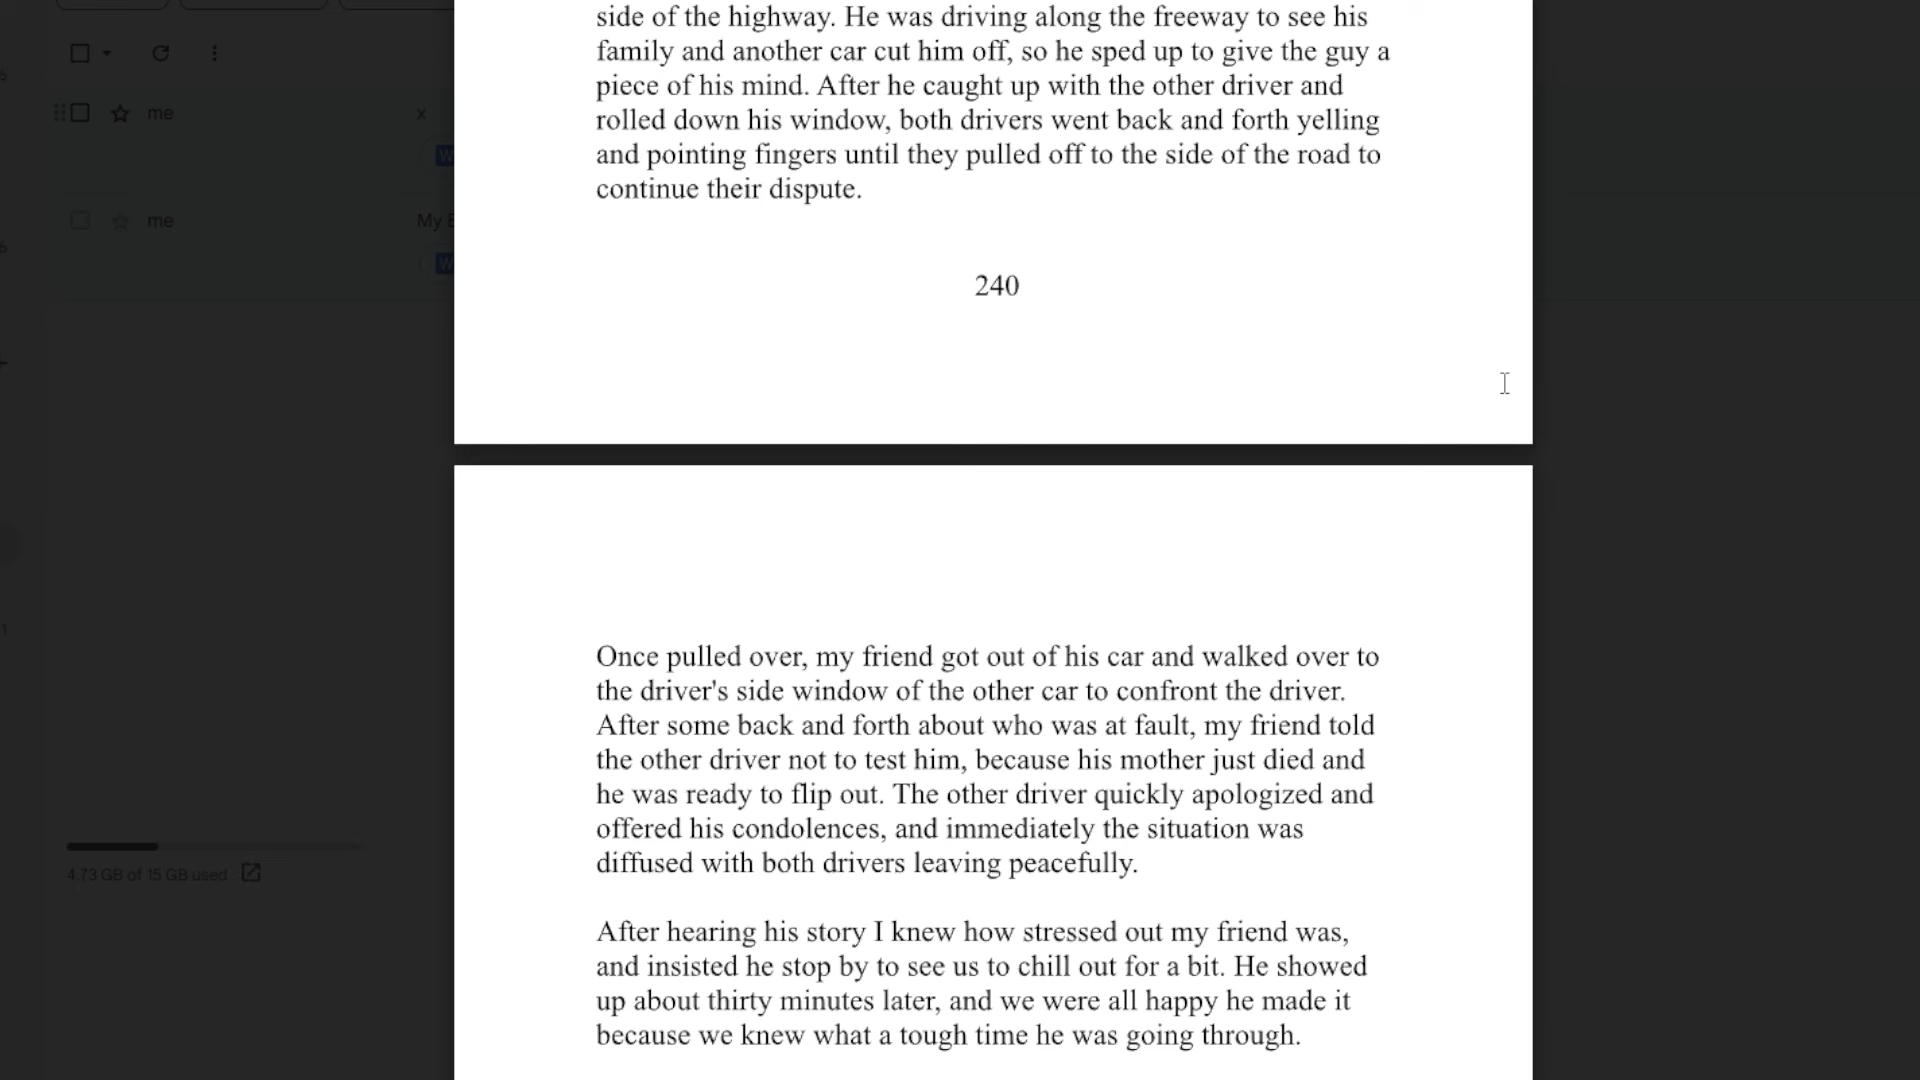 side of the highway. He was driving along the freeway to see his
family and another car cut him off, so he sped up to give the guy a
piece of his mind. After he caught up with the other driver and
rolled down his window, both drivers went back and forth yelling
and pointing fingers until they pulled off to the side of the road to
continue their dispute.
me
x
me
My
240
Once pulled over, my friend got out of his car and walked over to
the driver's side window of the other car to confront the driver.
After some back and forth about who was at fault, my friend told
the other driver not to test him, because his mother just died and
he was ready to flip out. The other driver quickly apologized and
offered his condolences, and immediately the situation was
diffused with both drivers leaving peacefully.
4.73 GB of 15 GB used
After hearing his story I knew how stressed out my friend was,
and insisted he stop by to see us to chill out for a bit. He showed
up about thirty minutes later, and we were all happy he made it
because we knew what a tough time he was going through.